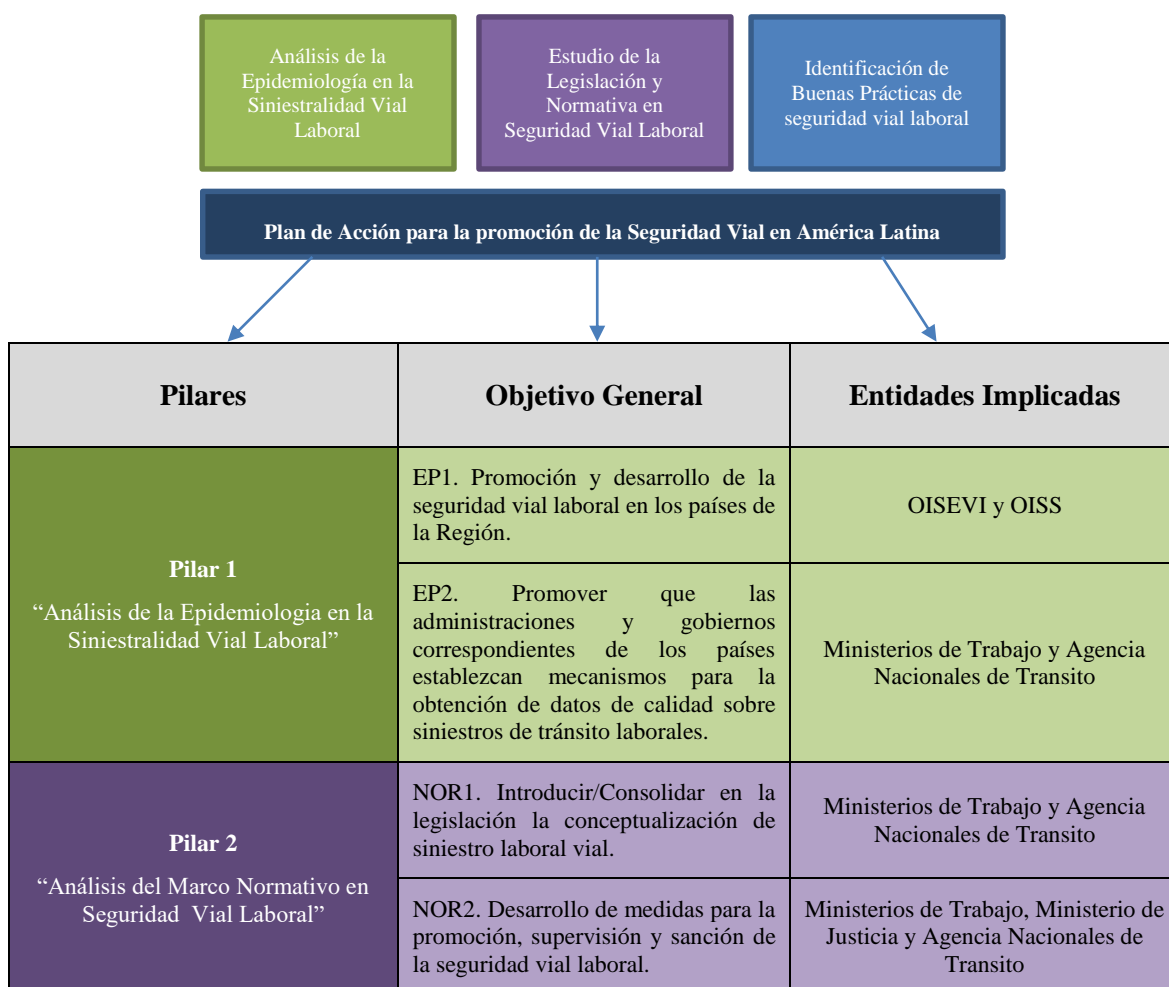 Análisis de la
Epidemiología en la
Siniestralidad Vial
Laboral
Estudio de la
Legislación y
Normativa en
Seguridad Vial Laboral
Identificación de
Buenas Prácticas de
seguridad vial laboral
Plan de Acción para la promoción de la Seguridad Vial en América Latina
Pilares
Objetivo General
Entidades Implicadas
Pilar 1
“Análisis de la Epidemiologia en la
Siniestralidad Vial Laboral”
EP1. Promoción y desarrollo de la
seguridad vial laboral en los países de
la Región.
OISEVI y OISS
EP2. Promover que las
administraciones y gobiernos
correspondientes de los países
establezcan mecanismos para la
obtención de datos de calidad sobre
siniestros de tránsito laborales.
Ministerios de Trabajo y Agencia
Nacionales de Transito
Pilar 2
“Análisis del Marco Normativo en
Seguridad Vial Laboral”
NOR1. Introducir/Consolidar en la
legislación la conceptualización de
siniestro laboral vial.
Ministerios de Trabajo y Agencia
Nacionales de Transito
NOR2. Desarrollo de medidas para la
promoción, supervisión y sanción de
la seguridad vial laboral.
Ministerios de Trabajo, Ministerio de
Justicia y Agencia Nacionales de
Transito